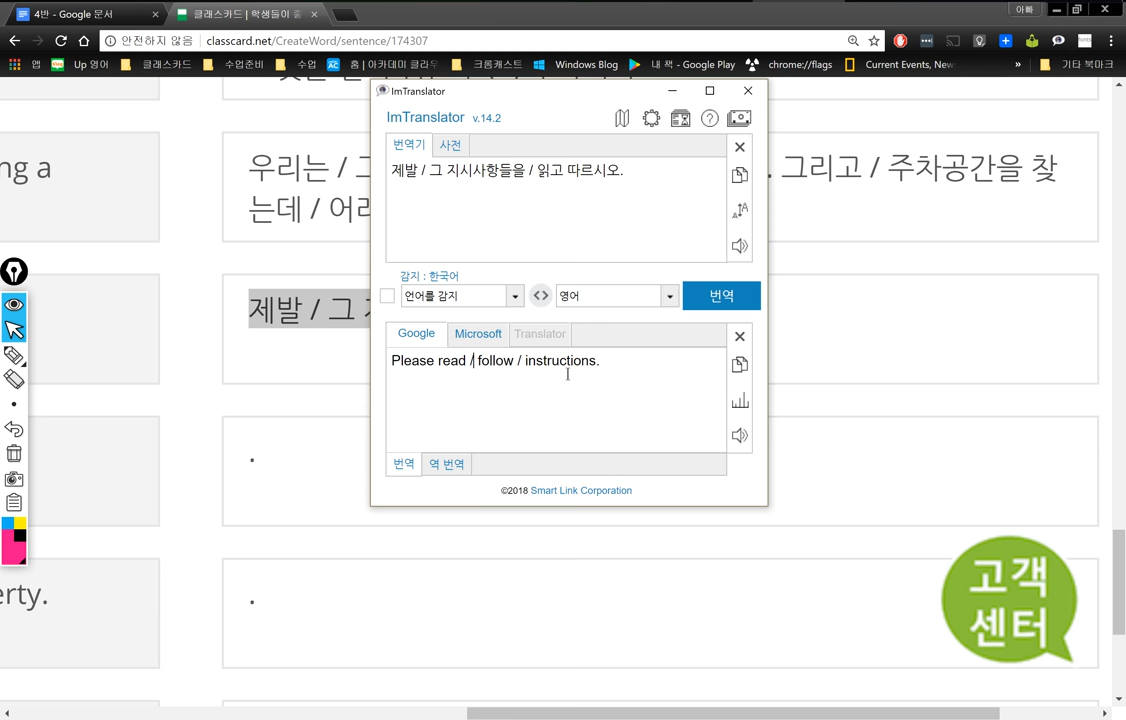 4반 - Google 문서
클래스카드 | 학생들이 좋
아빠
안전하지 않음
classcard.net/CreateWord/sentence/174307
앱
Up 영어
클래스카드
수업준비
수업
홈 | 아카데미 클라우
크롬캐스트
Windows Blog
내 책 - Google Play
chrome://flags
Current Events, New
»
기타 북마크
ng a
우리는 / 그
. 그리고 / 주차공간을 찾
는데 / 어려
제발 / 그 지
.
erty.
.
ImTranslator
ImTranslator v.14.2
번역기
사전
제발 / 그 지시사항들을 / 읽고 따르시오.
감지 : 한국어
언어를 감지
영어
번역
Google
Microsoft
Translator
Please read / follow / instructions.
번역
역 번역
©2018 Smart Link Corporation
고객
센터